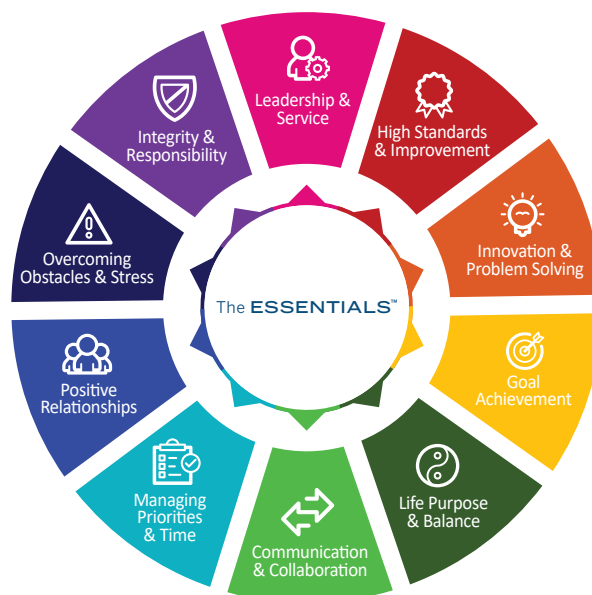 Leadership &
Service
High Standards
& Improvement
Innovation &
Problem Solving
Goal
Achievement
Life Purpose
& Balance
Communication
& Collaboration
Managing
Priorities
& Time
Positive
Relationships
Overcoming
Obstacles & Stress
Integrity &
Responsibility
The ESSENTIALS™